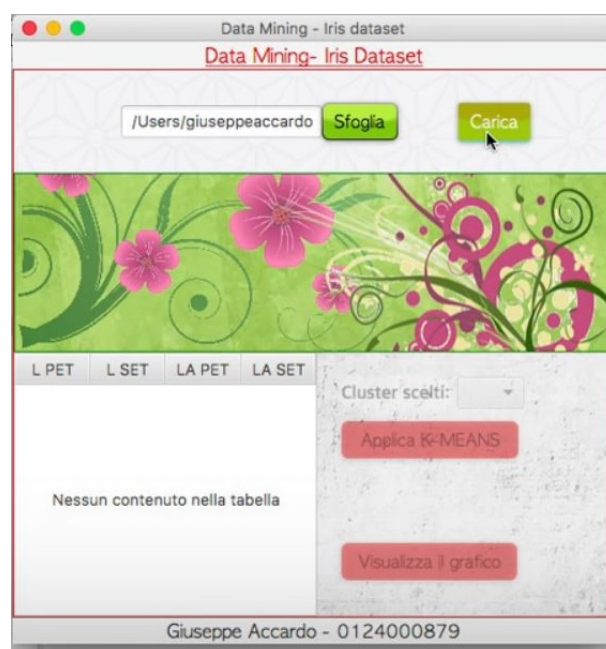 Data Mining - Iris dataset
Data Mining- Iris Dataset
/Users/giuseppeaccardo Sfoglia Carica
L PET L SET LA PET LA SET
Cluster scelti:
Applica K-MEANS
Nessun contenuto nella tabella
Visualizza il grafico
Giuseppe Accardo - 0124000879